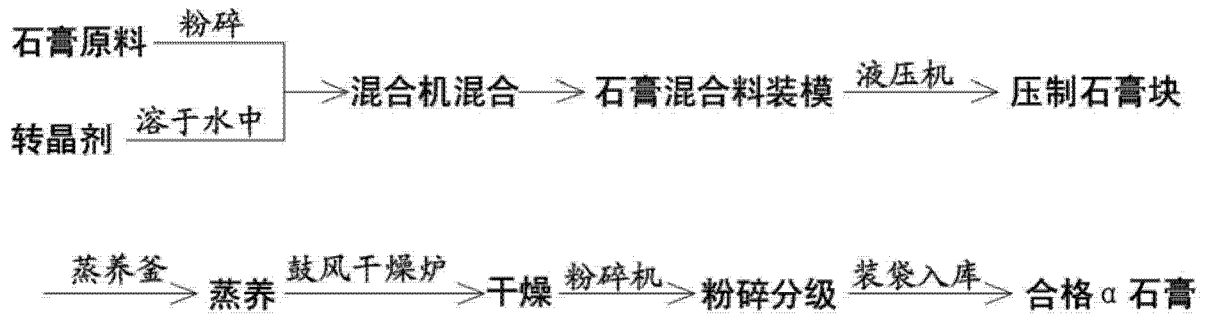 粉碎
石膏原料
混合机混合 石膏混合料装模 液压机 压制石膏块
溶于水中
转晶剂
蒸养釜 蒸养 鼓风干燥炉 干燥 粉碎机 粉碎分级 装袋入库 合格α石膏